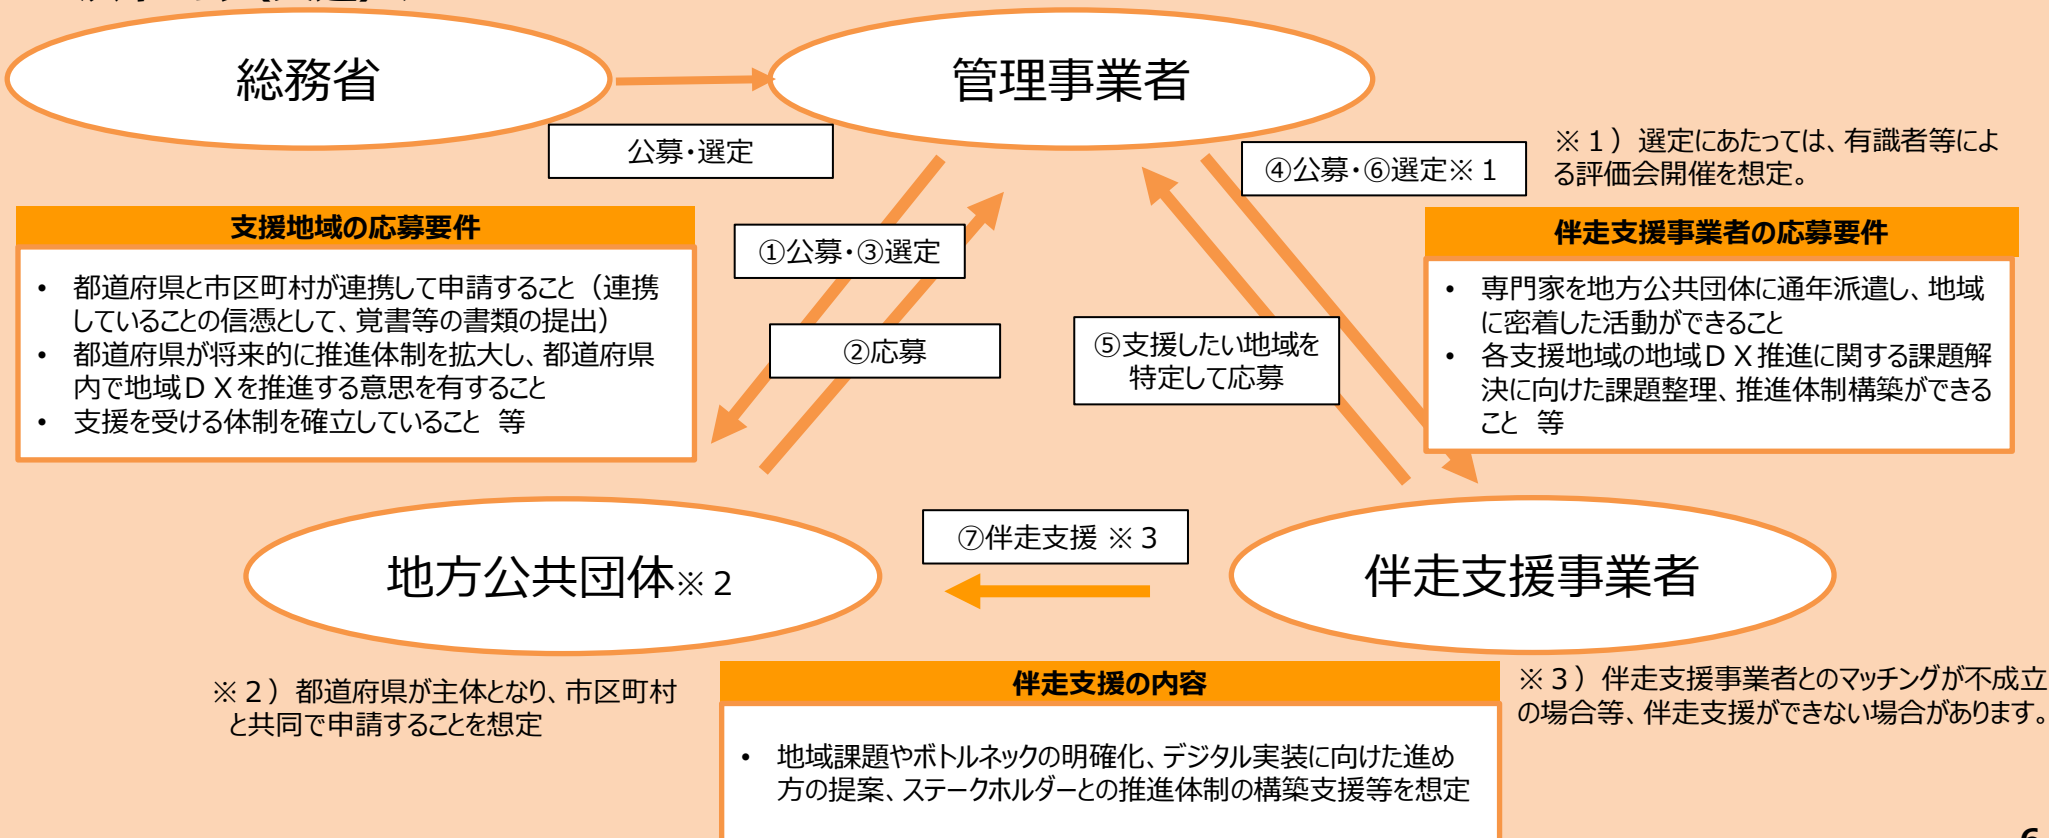 総務省
管理事業者
公募・選定
④公募・⑥選定※１
※１）選定にあたっては、有識者等によ
る評価会開催を想定。
支援地域の応募要件
・ 都道府県と市区町村が連携して申請すること（連携
していることの信憑として、覚書等の書類の提出）
・ 都道府県が将来的に推進体制を拡大し、都道府県
内で地域ＤＸを推進する意思を有すること
・ 支援を受ける体制を確立していること 等
①公募・③選定
②応募
⑤支援したい地域を
特定して応募
伴走支援事業者の応募要件
・ 専門家を地方公共団体に通年派遣し、地域
に密着した活動ができること
・ 各支援地域の地域ＤＸ推進に関する課題解
決に向けた課題整理、推進体制構築ができる
こと 等
⑦伴走支援 ※３
地方公共団体※２
伴走支援事業者
※２）都道府県が主体となり、市区町村
と共同で申請することを想定
伴走支援の内容
・ 地域課題やボトルネックの明確化、デジタル実装に向けた進め
方の提案、ステークホルダーとの推進体制の構築支援等を想定
※３）伴走支援事業者とのマッチングが不成立
の場合等、伴走支援ができない場合があります。